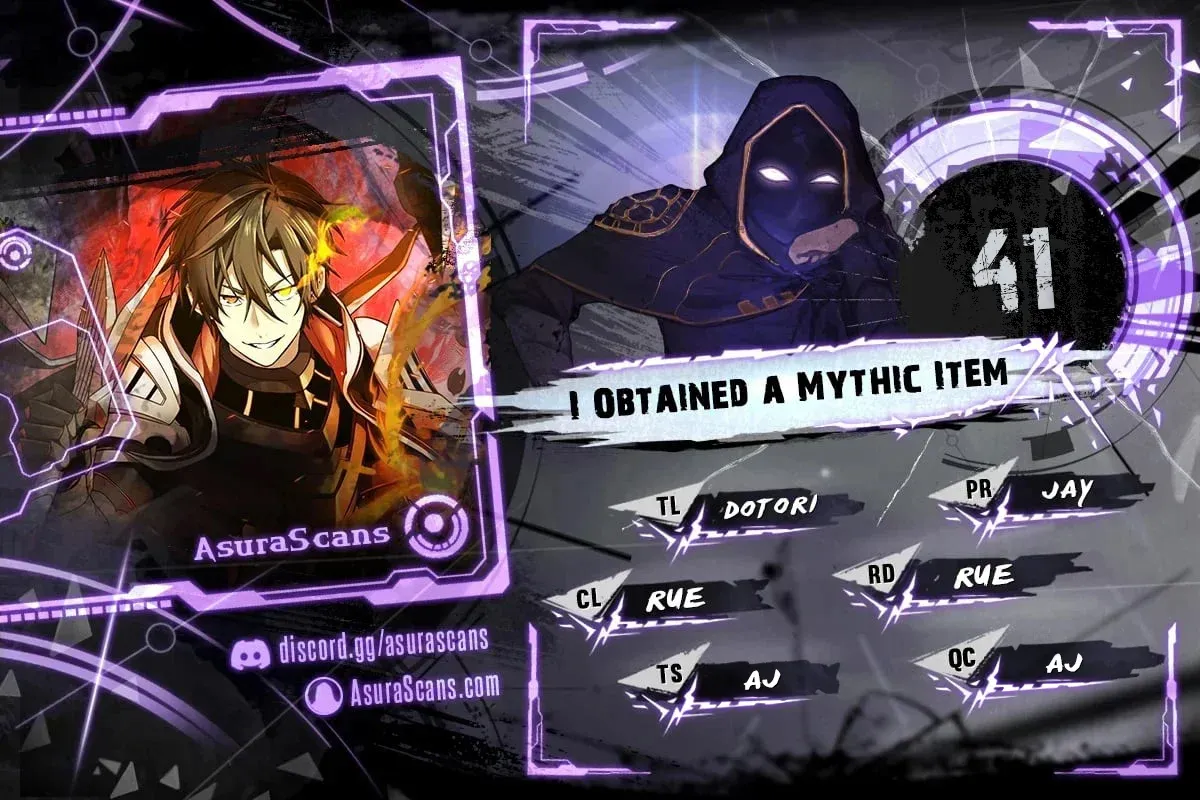 AsuraScans
discord.gg/asurascans
AsuraScans.com
41
I OBTAINED A MYTHIC ITEM
TL DOTORI
PR JAY
CL RUE
RD RUE
TS AJ
QC AJ